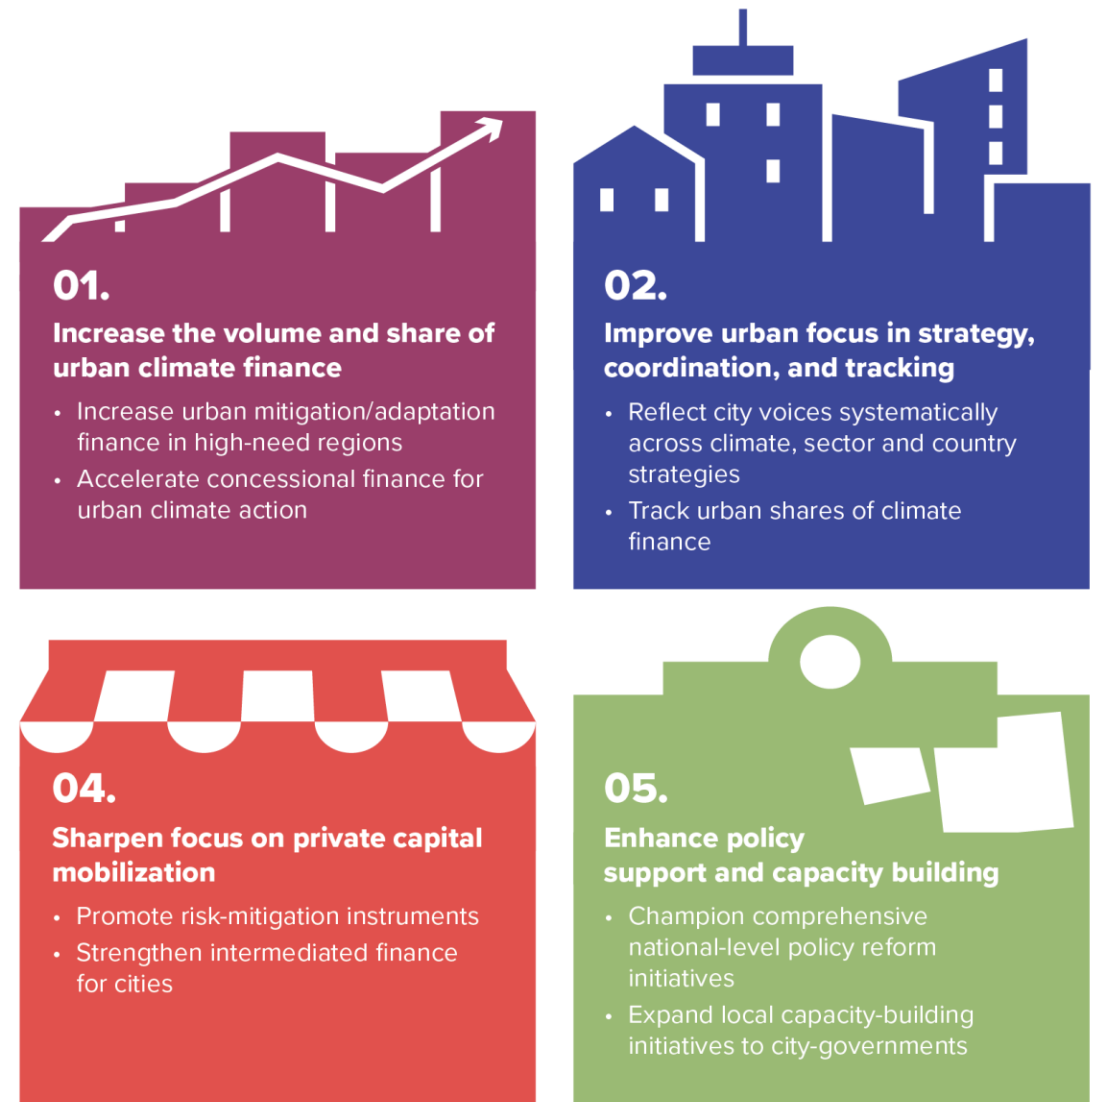 01.
Increase the volume and share of
urban climate finance
• Increase urban mitigation/adaptation
finance in high-need regions
• Accelerate concessional finance for
urban climate action
02.
Improve urban focus in strategy,
coordination, and tracking
• Reflect city voices systematically
across climate, sector and country
strategies
• Track urban shares of climate
finance
04.
Sharpen focus on private capital
mobilization
• Promote risk-mitigation instruments
• Strengthen intermediated finance
for cities
05.
Enhance policy
support and capacity building
• Champion comprehensive
national-level policy reform
initiatives
• Expand local capacity-building
initiatives to city-governments